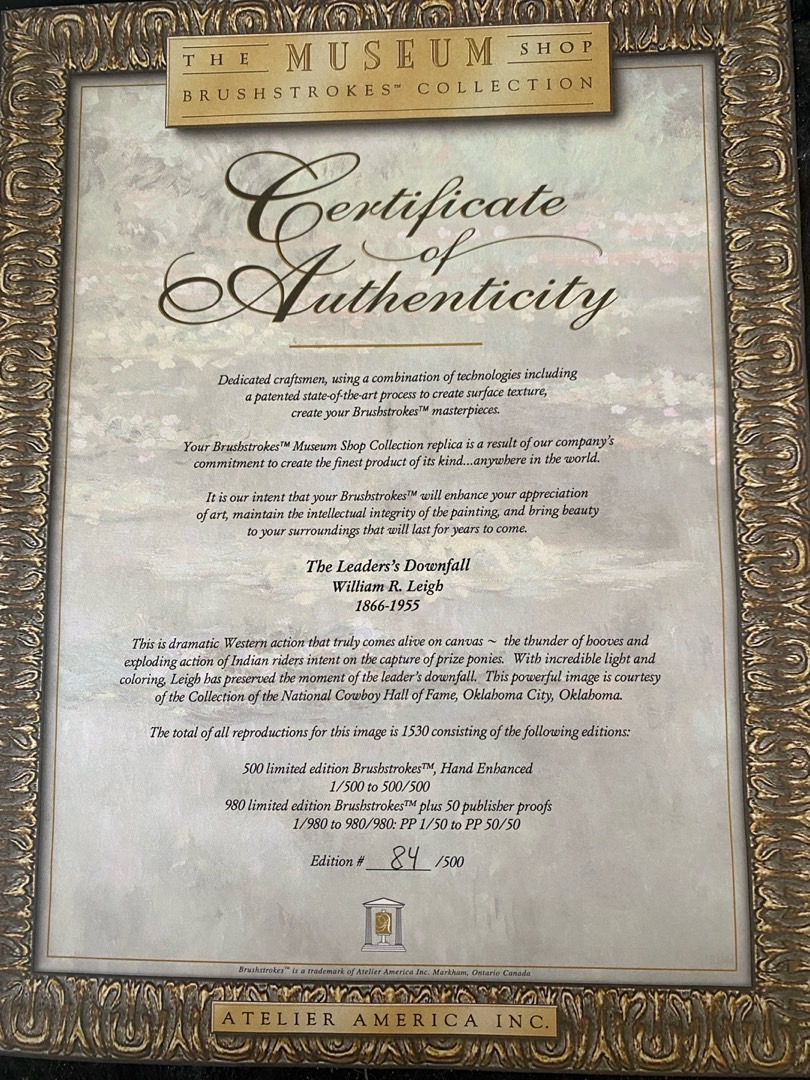 THE MUSEUM SHOP
BRUSHSTROKES™ COLLECTION
Certificate
of
Authenticity
Dedicated craftsmen, using a combination of technologies including
a patented state-of-the-art process to create surface texture,
create your Brushstrokes™ masterpieces.
Your Brushstrokes™ Museum Shop Collection replica is a result of our company's
commitment to create the finest product of its kind...anywhere in the world.
It is our intent that your Brushstrokes™ will enhance your appreciation
of art, maintain the intellectual integrity of the painting, and bring beauty
to your surroundings that will last for years to come.
The Leaders's Downfall
William R. Leigh
1866-1955
This is dramatic Western action that truly comes alive on canvas ~ the thunder of hooves and
exploding action of Indian riders intent on the capture of prize ponies. With incredible light and
coloring, Leigh has preserved the moment of the leader's downfall. This powerful image is courtesy
of the Collection of the National Cowboy Hall of Fame, Oklahoma City, Oklahoma.
The total of all reproductions for this image is 1530 consisting of the following editions:
500 limited edition Brushstrokes™, Hand Enhanced
1/500 to 500/500
980 limited edition Brushstrokes™ plus 50 publisher proofs
1/980 to 980/980: PP 1/50 to PP 50/50
Edition # 84 /500
Brushstrokes™ is a trademark of Atelier America Inc. Markham, Ontario Canada
ATELIER AMERICA INC.